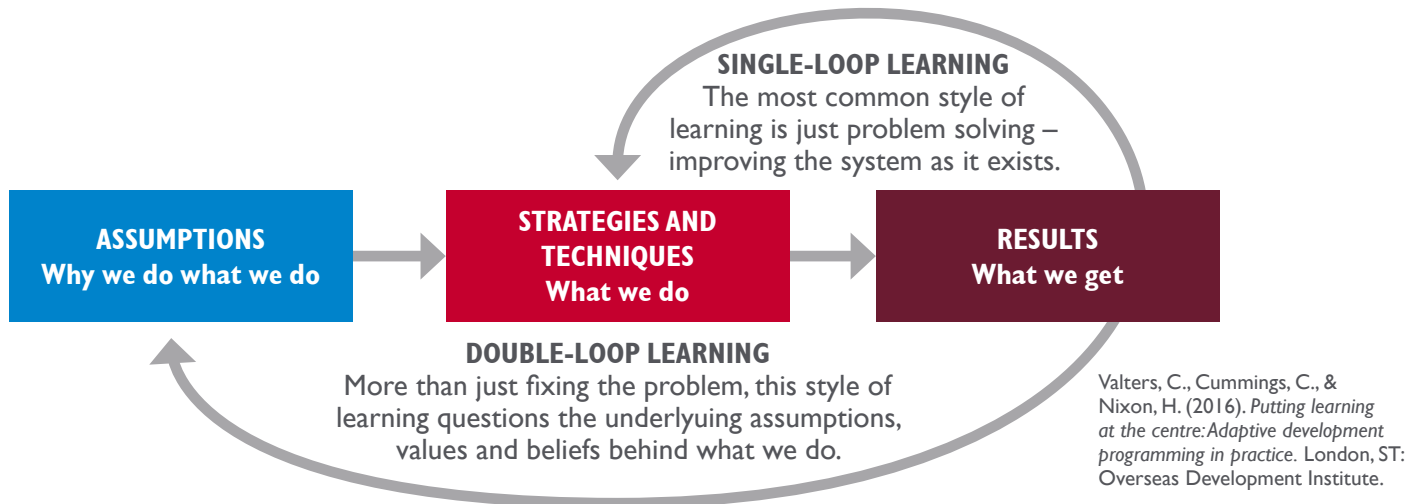 SINGLE-LOOP LEARNING
The most common style of
learning is just problem solving –
improving the system as it exists.
ASSUMPTIONS
Why we do what we do
STRATEGIES AND
TECHNIQUES
What we do
RESULTS
What we get
DOUBLE-LOOP LEARNING
More than just fixing the problem, this style of
learning questions the underlyuing assumptions,
values and beliefs behind what we do.
Valters, C., Cummings, C., &
Nixon, H. (2016). Putting learning
at the centre: Adaptive development
programming in practice. London, ST:
Overseas Development Institute.